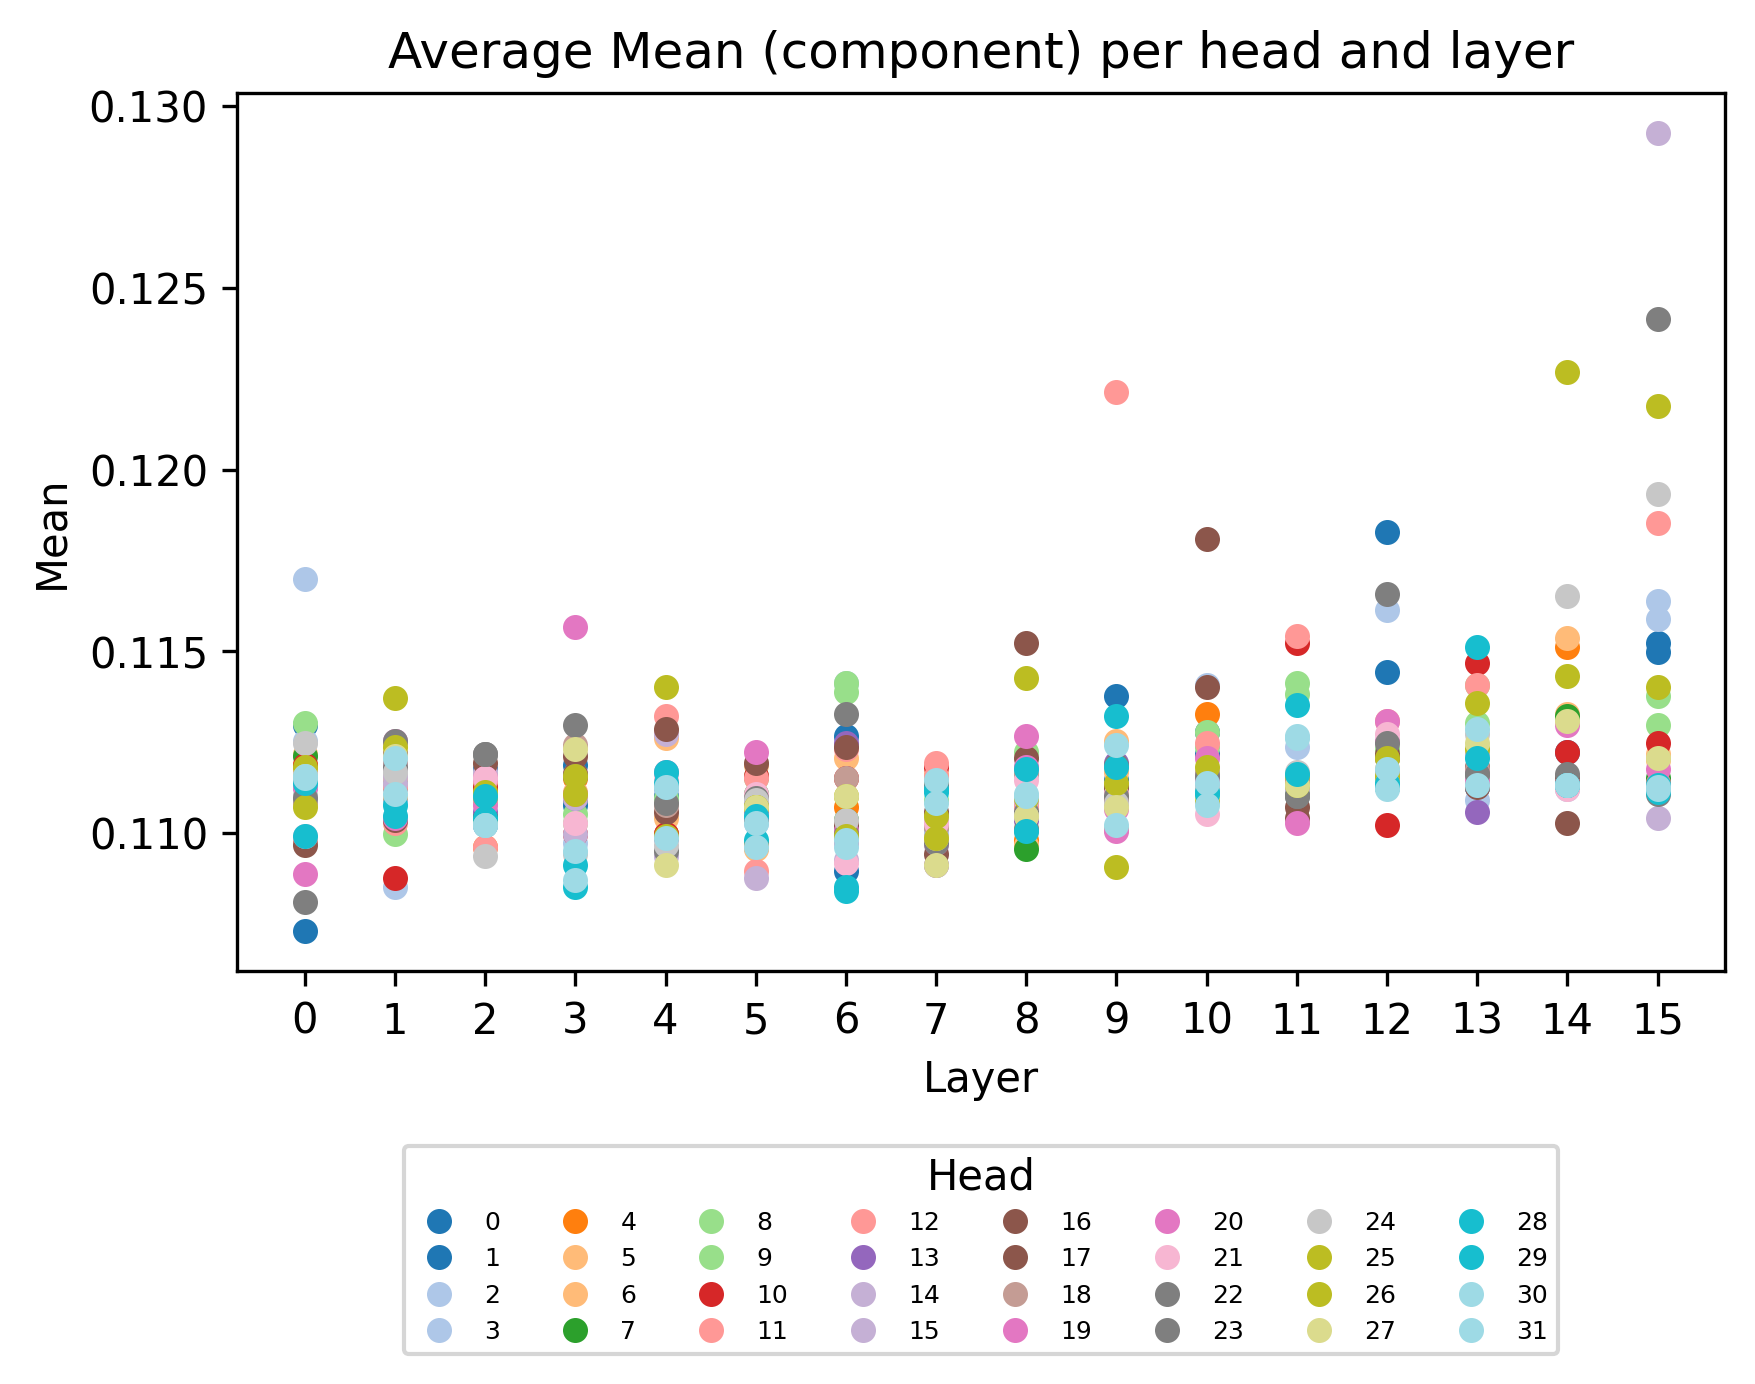 Average Mean (component) per head and layer
0.130
0.125
0.120
0.115
0.110
Mean
0 1 2 3 4 5 6 7 8 9 10 11 12 13 14 15
Layer
Head
0 4 8 12 16 20 24 28
1 5 9 13 17 21 25 29
2 6 10 14 18 22 26 30
3 7 11 15 19 23 27 31